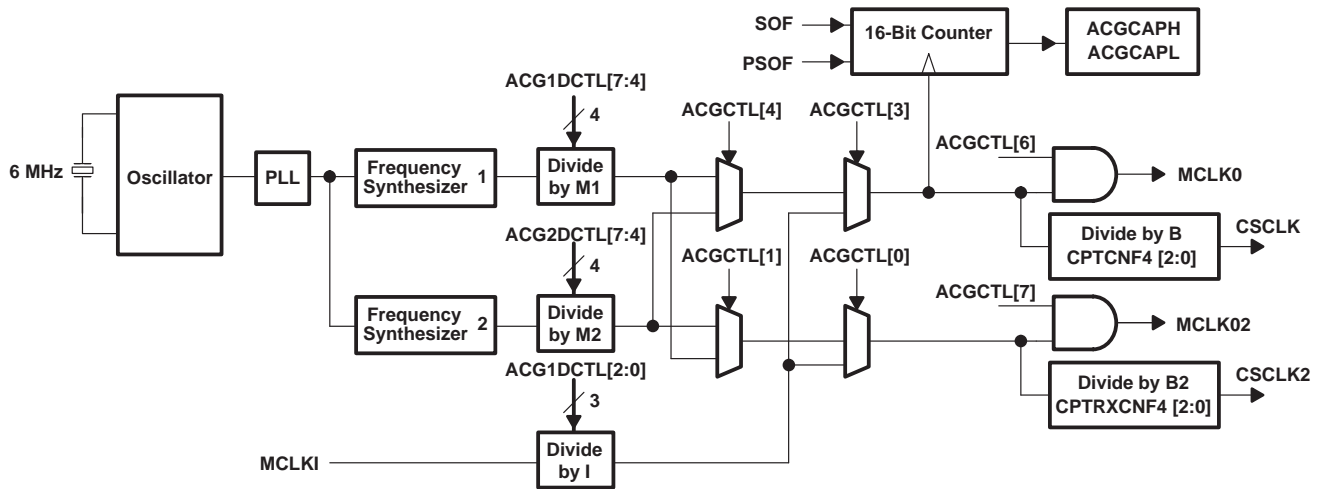 SOF
PSOF
16-Bit Counter
ACGCAPH
ACGCAPL
ACG1DCTL[7:4]
4
ACGCTL[4]
ACGCTL[3]
ACGCTL[6]
6 MHz
Oscillator
PLL
Frequency
Synthesizer 1
Divide
by M1
MCLK0
Divide by B
CPTCNF4 [2:0]
CSCLK
ACG2DCTL[7:4]
4
ACGCTL[1]
ACGCTL[0]
ACGCTL[7]
Frequency
Synthesizer 2
Divide
by M2
MCLK02
ACG1DCTL[2:0]
3
Divide by B2
CPTRXCNF4 [2:0]
CSCLK2
MCLKI
Divide
by I